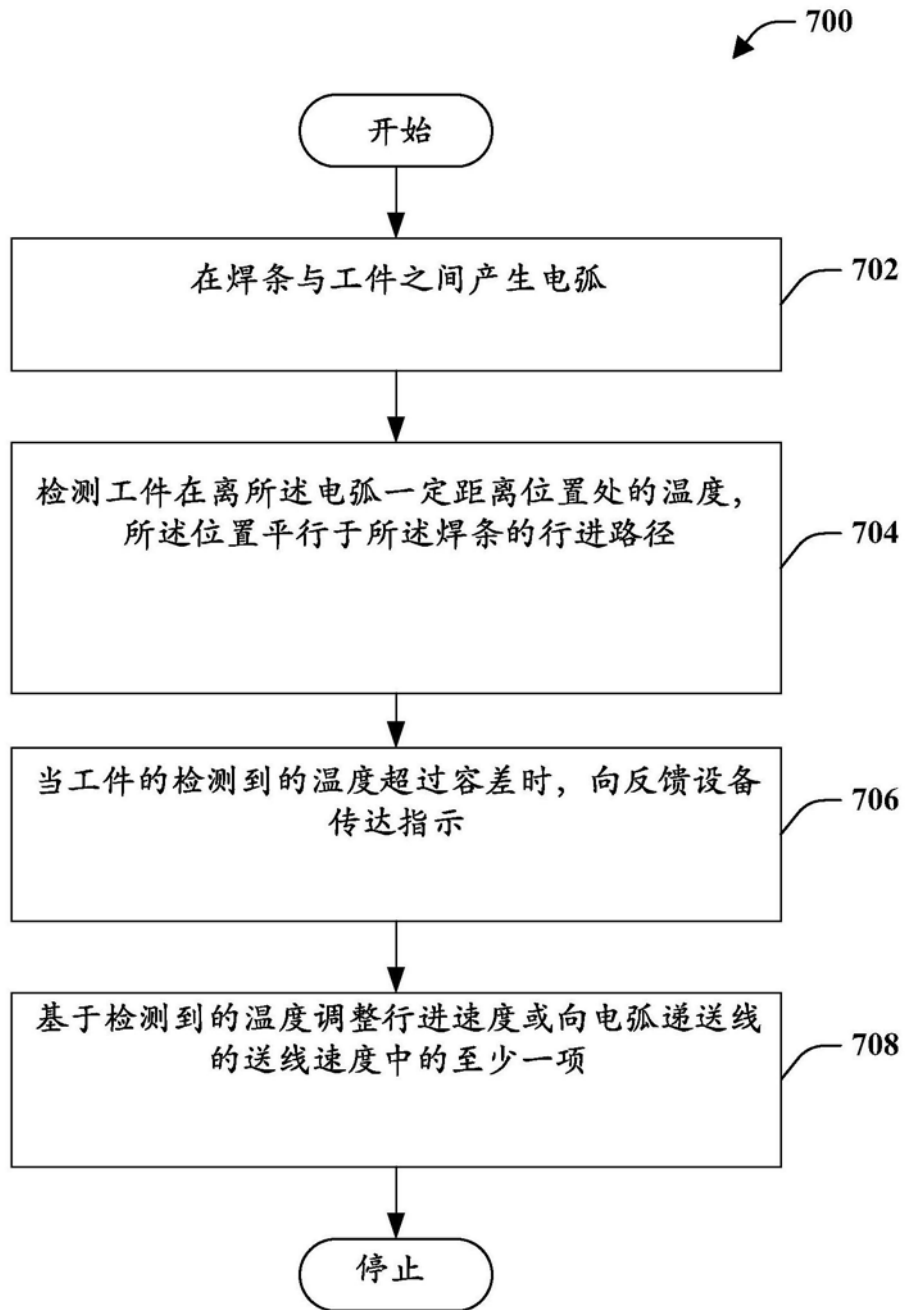 700
开始
在焊条与工件之间产生电弧
702
检测工件在离所述电弧一定距离位置处的温度，
所述位置平行于所述焊条的行进路径
704
当工件的检测到的温度超过容差时，向反馈设备
传达指示
706
基于检测到的温度调整行进速度或向电弧递送线
的送线速度中的至少一项
708
停止